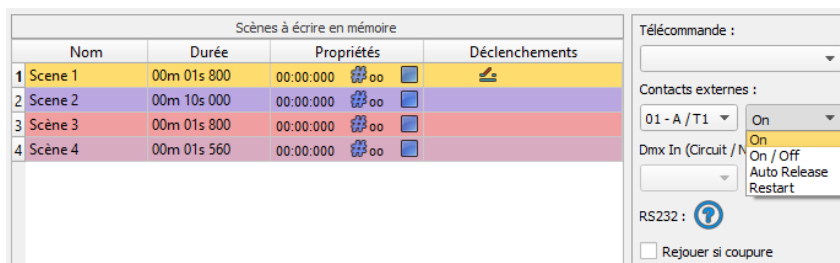 Scènes à écrire en mémoire
Nom Durée Propriétés Déclenchements
1 Scene 1 00m 01s 800 00:00:000 # oo
2 Scene 2 00m 10s 000 00:00:000 # oo
3 Scène 3 00m 01s 800 00:00:000 # oo
4 Scène 4 00m 01s 560 00:00:000 # oo
Télécommande :
Contacts externes :
01 - A / T1 On
On
On / Off
Auto Release
Restart
Dmx In (Circuit / N
RS232 : ?
Rejouer si coupure